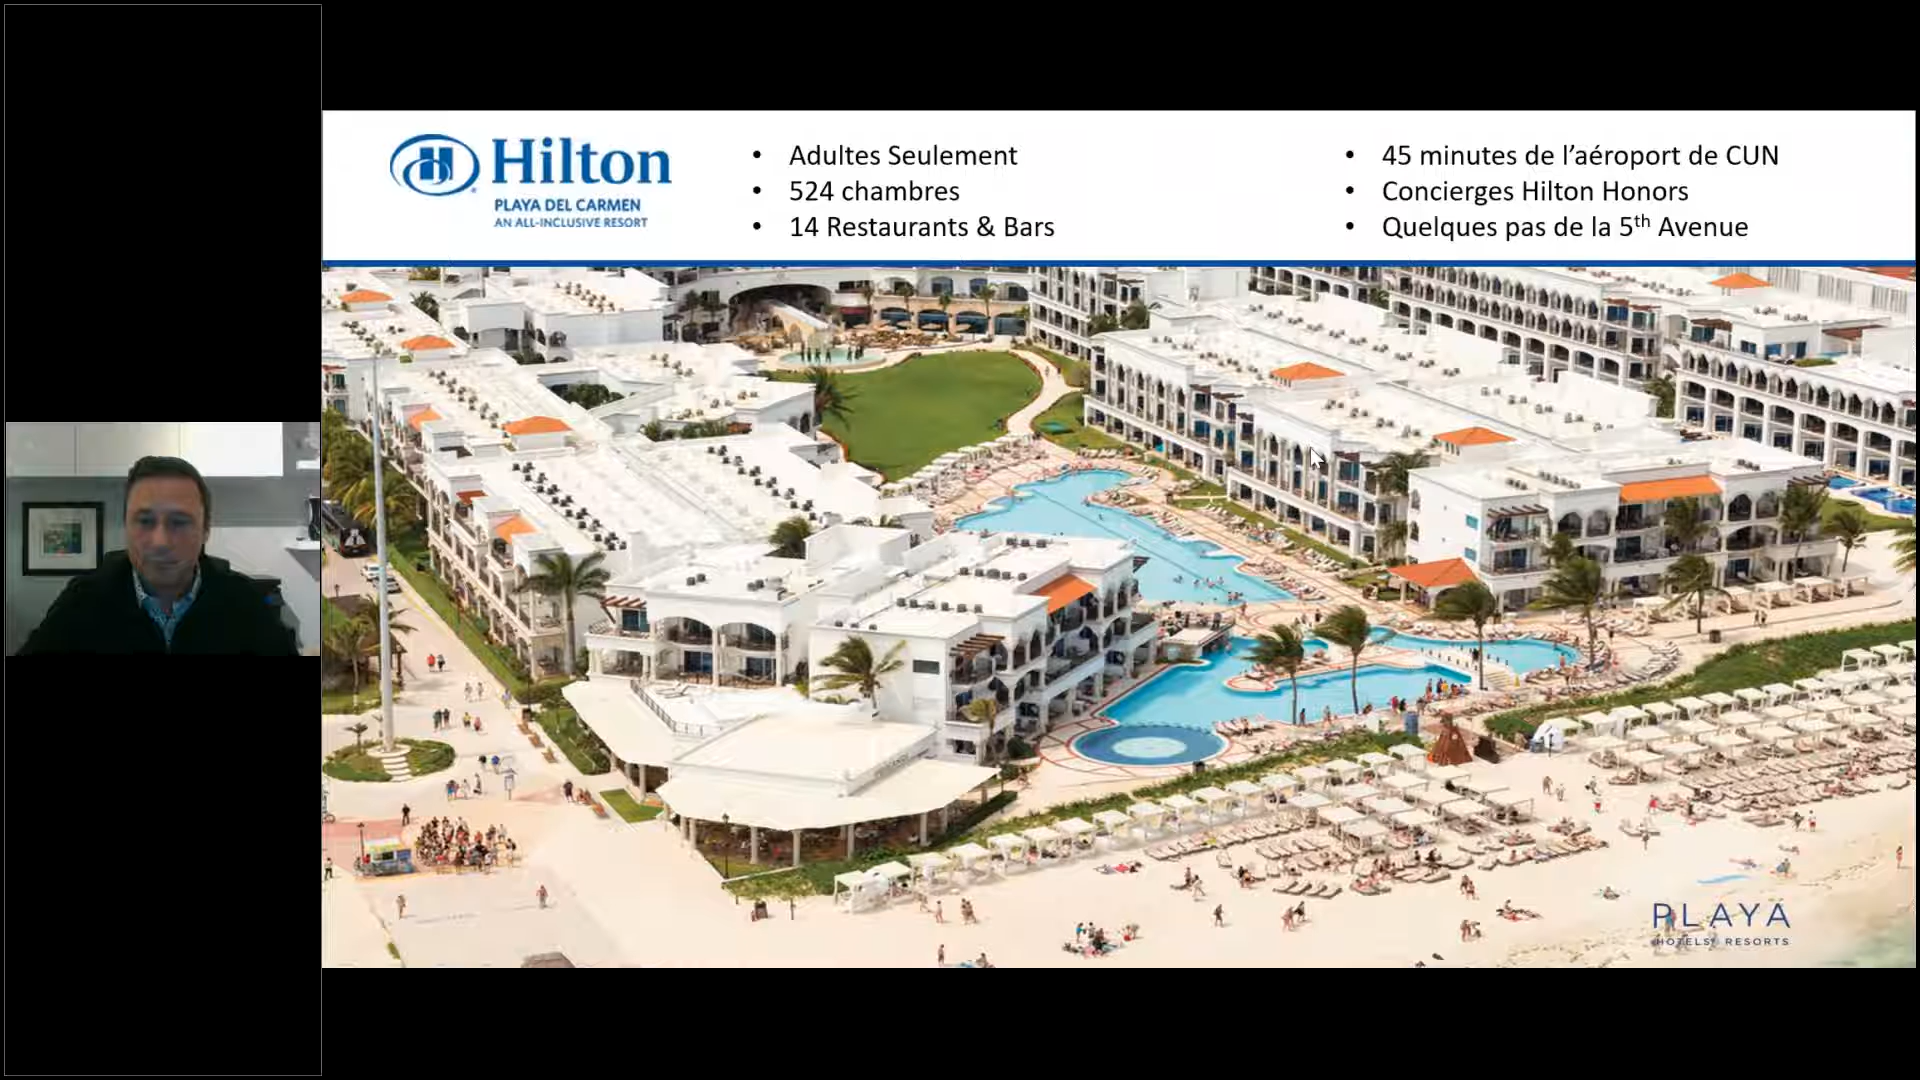 Hilton
PLAYA DEL CARMEN
AN ALL-INCLUSIVE RESORT
• Adultes Seulement
• 524 chambres
• 14 Restaurants & Bars
• 45 minutes de l’aéroport de CUN
• Concierges Hilton Honors
• Quelques pas de la 5th Avenue
PLAYA
HOTELS & RESORTS